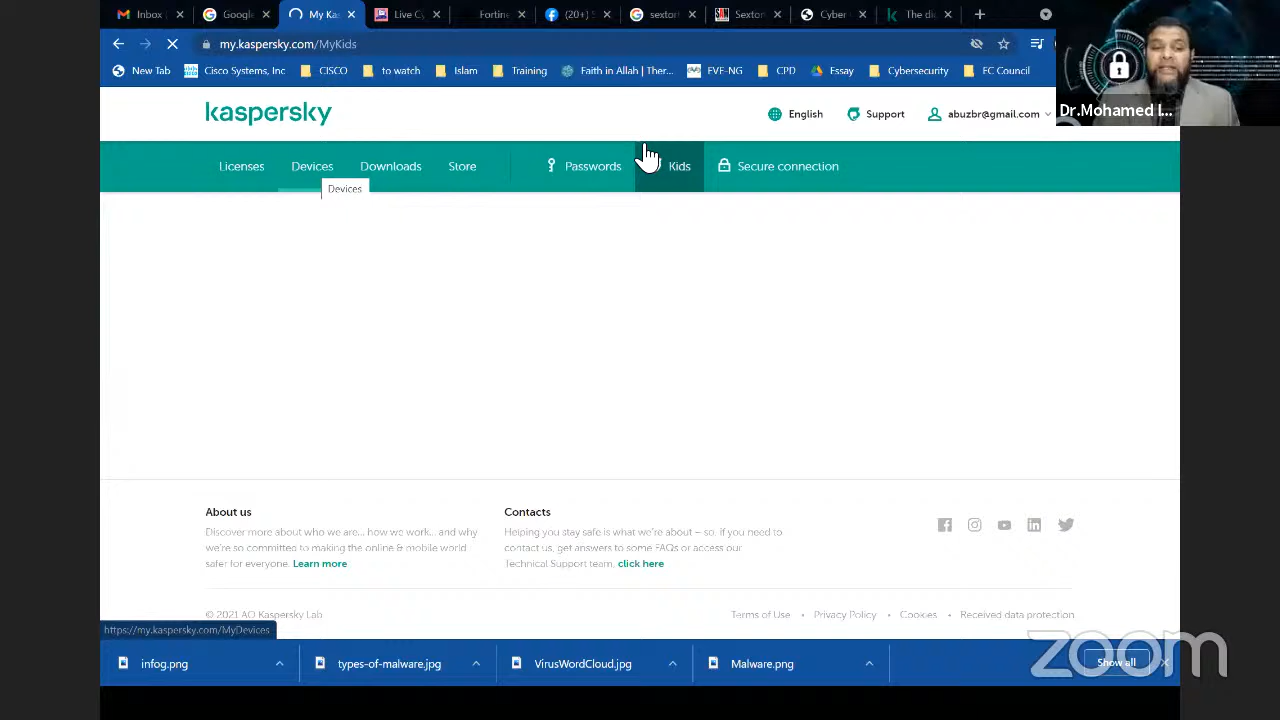 Inbox
Google
My Ka
Live Cy
Fortine
(20+) S
sextor
Sexton
Cyber
The di
my.kaspersky.com/MyKids
New Tab
Cisco Systems, Inc
CISCO
to watch
Islam
Training
Faith in Allah | Ther...
EVE-NG
Cybersecurity
EC Council
Dr.Mohamed I...
kaspersky
English
Support
abuzbr@gmail.com
Licenses
Devices
Downloads
Store
Passwords
Kids
Secure connection
Devices
About us
Discover more about who we are... how we work... and why
we're so committed to making the online & mobile world
safer for everyone. Learn more
Contacts
Helping you stay safe is what we're about – so, if you need to
contact us, get answers to some FAQs or access our
Technical Support team, click here
© 2021 AO Kaspersky Lab
Terms of Use • Privacy Policy • Cookies • Received data protection
https://my.kaspersky.com/MyDevices
infog.png
types-of-malware.jpg
VirusWordCloud.jpg
Malware.png
Show all
zoom